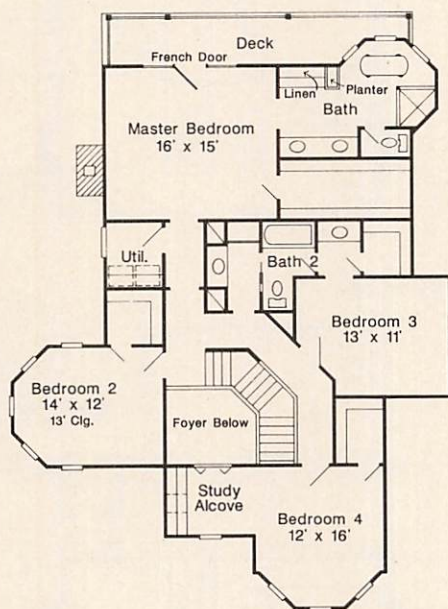 Deck
French Door
Linen
Planter
Bath
Master Bedroom
16' x 15'
Util.
Bath 2
Bedroom 3
13' x 11'
Bedroom 2
14' x 12'
13' Clg.
Foyer Below
Study
Alcove
Bedroom 4
12' x 16'